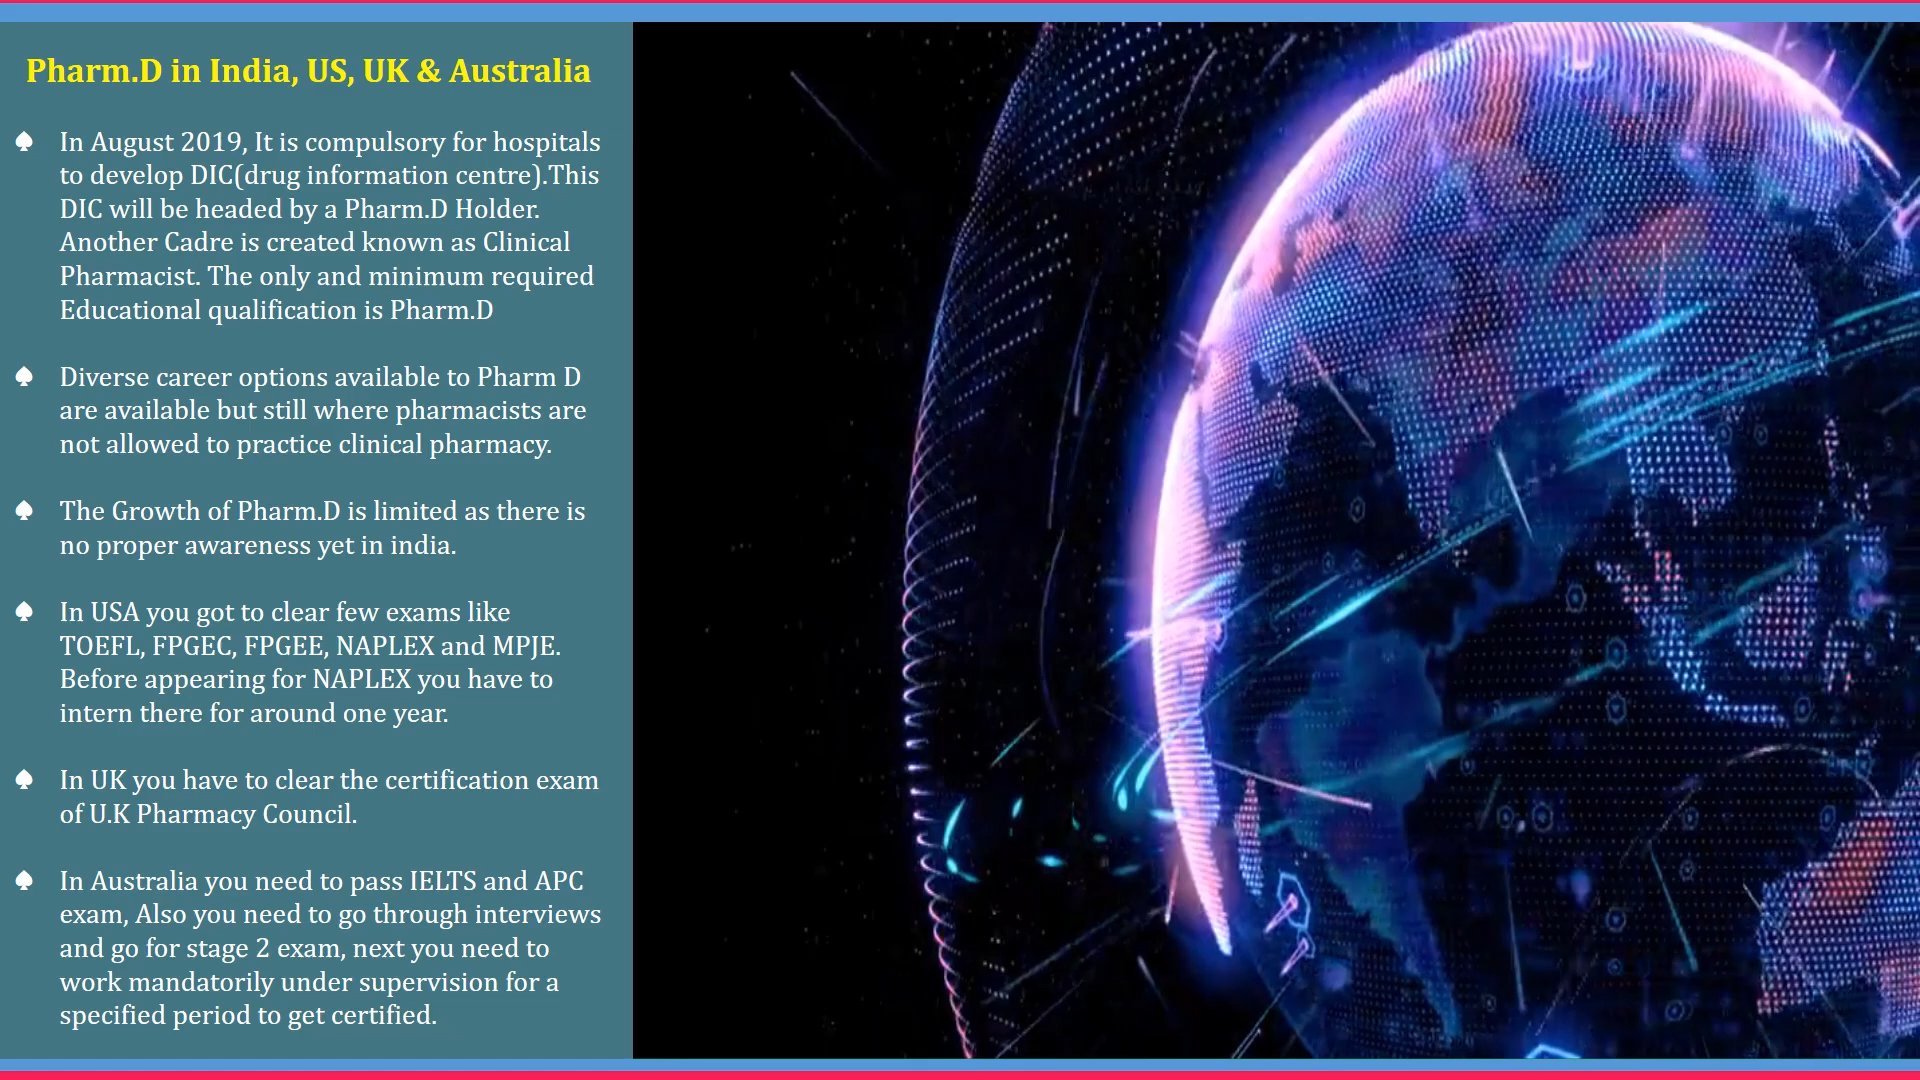 Pharm.D in India, US, UK & Australia
♠ In August 2019, It is compulsory for hospitals
to develop DIC(drug information centre).This
DIC will be headed by a Pharm.D Holder.
Another Cadre is created known as Clinical
Pharmacist. The only and minimum required
Educational qualification is Pharm.D
♠ Diverse career options available to Pharm D
are available but still where pharmacists are
not allowed to practice clinical pharmacy.
♠ The Growth of Pharm.D is limited as there is
no proper awareness yet in india.
♠ In USA you got to clear few exams like
TOEFL, FPGEC, FPGEE, NAPLEX and MPJE.
Before appearing for NAPLEX you have to
intern there for around one year.
♠ In UK you have to clear the certification exam
of U.K Pharmacy Council.
♠ In Australia you need to pass IELTS and APC
exam, Also you need to go through interviews
and go for stage 2 exam, next you need to
work mandatorily under supervision for a
specified period to get certified.